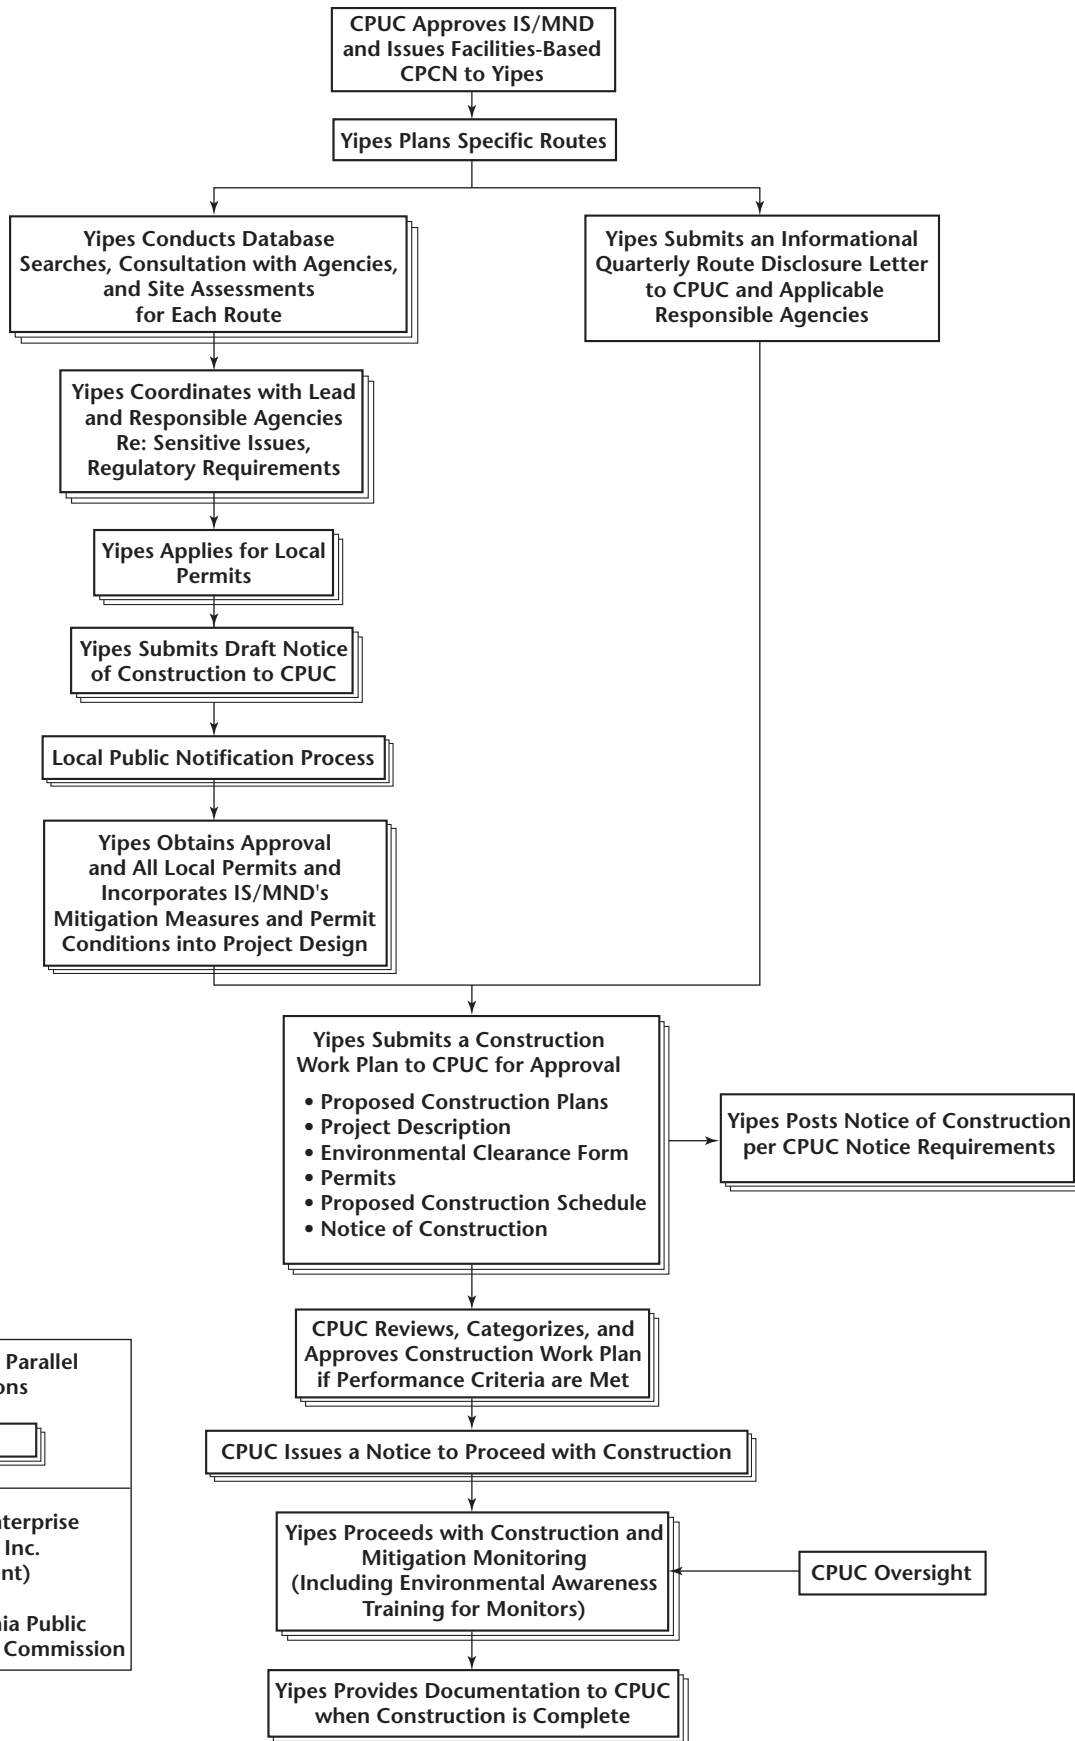 CPUC Approves IS/MND
and Issues Facilities-Based
CPCN to Yipes
Yipes Plans Specific Routes
Yipes Conducts Database
Searches, Consultation with Agencies,
and Site Assessments
for Each Route
Yipes Submits an Informational
Quarterly Route Disclosure Letter
to CPUC and Applicable
Responsible Agencies
Yipes Coordinates with Lead
and Responsible Agencies
Re: Sensitive Issues,
Regulatory Requirements
Yipes Applies for Local
Permits
Yipes Submits Draft Notice
of Construction to CPUC
Local Public Notification Process
Yipes Obtains Approval
and All Local Permits and
Incorporates IS/MND's
Mitigation Measures and Permit
Conditions into Project Design
Yipes Submits a Construction
Work Plan to CPUC for Approval
• Proposed Construction Plans
• Project Description
• Environmental Clearance Form
• Permits
• Proposed Construction Schedule
• Notice of Construction
Yipes Posts Notice of Construction
per CPUC Notice Requirements
CPUC Reviews, Categorizes, and
Approves Construction Work Plan
if Performance Criteria are Met
CPUC Issues a Notice to Proceed with Construction
Yipes Proceeds with Construction and
Mitigation Monitoring
(Including Environmental Awareness
Training for Monitors)
CPUC Oversight
Yipes Provides Documentation to CPUC
when Construction is Complete
Parallel
Inc.
Public
Commission